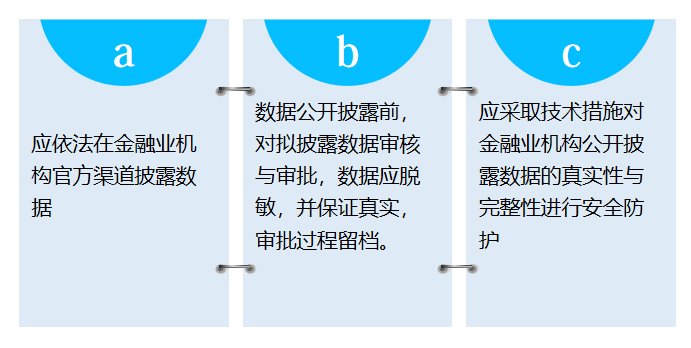 a
应依法在金融业机
构官方渠道披露数
据
b
数据公开披露前，
对拟披露数据审核
与审批，数据应脱
敏，并保证真实，
审批过程留档。
c
应采取技术措施对
金融业机构公开披
露数据的真实性与
完整性进行安全防
护